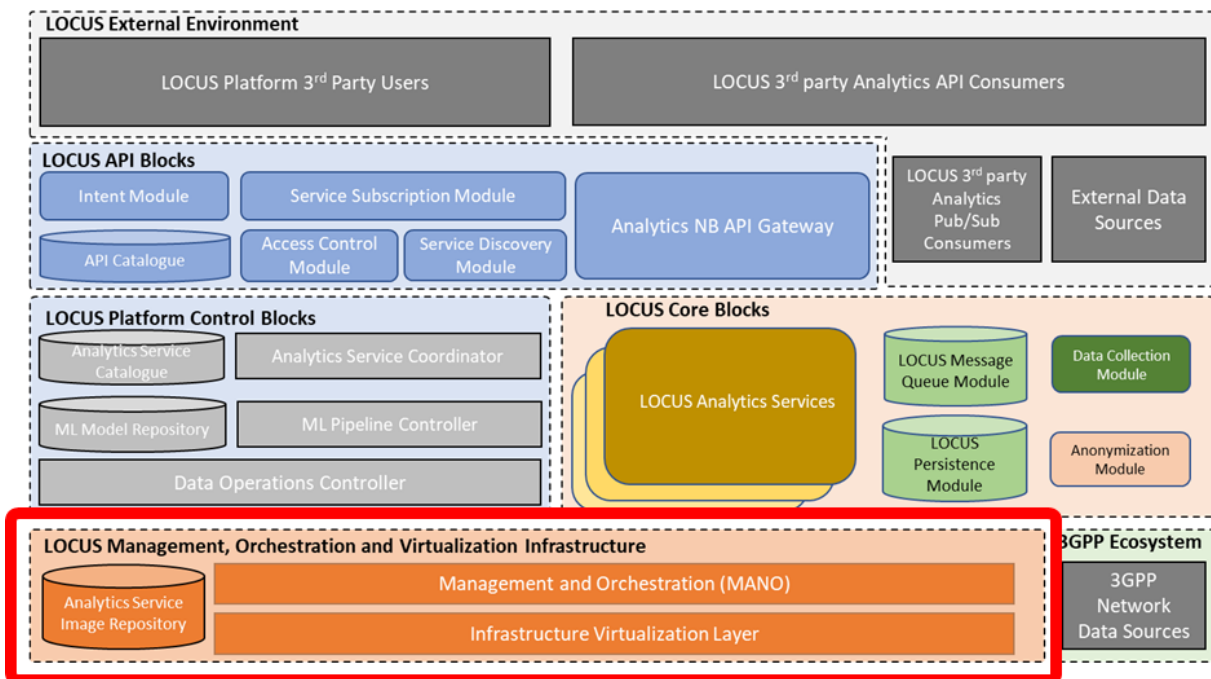 LOCUS External Environment
LOCUS Platform 3rd Party Users
LOCUS 3rd party Analytics API Consumers
LOCUS API Blocks
Intent Module
Service Subscription Module
Analytics NB API Gateway
API Catalogue
Access Control
Module
Service Discovery
Module
LOCUS 3rd party
Analytics
Pub/Sub
Consumers
External Data
Sources
LOCUS Platform Control Blocks
Analytics Service
Catalogue
Analytics Service Coordinator
ML Model Repository
ML Pipeline Controller
Data Operations Controller
LOCUS Core Blocks
LOCUS Analytics Services
LOCUS Message
Queue Module
Data Collection
Module
LOCUS
Persistence
Module
Anonymization
Module
LOCUS Management, Orchestration and Virtualization Infrastructure
Analytics Service
Image Repository
Management and Orchestration (MANO)
Infrastructure Virtualization Layer
3GPP Ecosystem
3GPP
Network
Data Sources